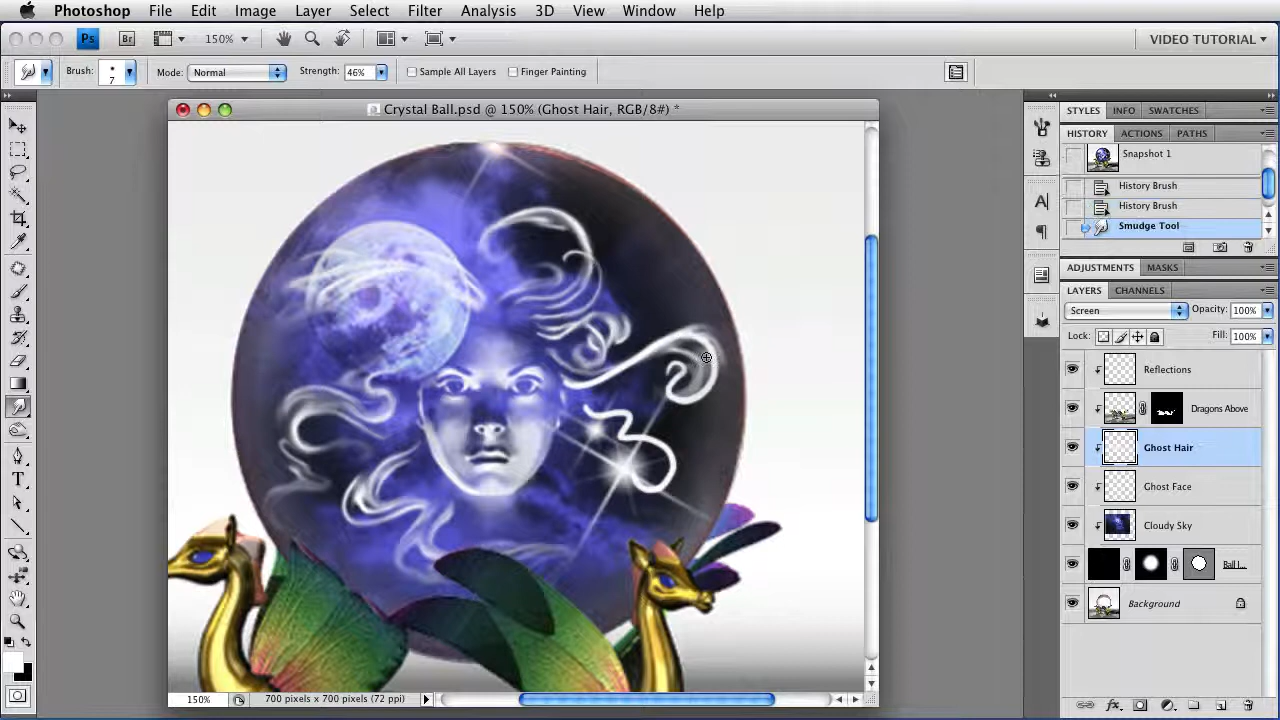 Photoshop File Edit Image Layer Select Filter Analysis 3D View Window Help
Ps Br 150% VIDEO TUTORIAL
Brush: 7 Mode: Normal Strength: 46% Sample All Layers Finger Painting
Crystal Ball.psd @ 150% (Ghost Hair, RGB/8#) *
STYLES INFO SWATCHES
HISTORY ACTIONS PATHS
Snapshot 1
History Brush
History Brush
Smudge Tool
ADJUSTMENTS MASKS
LAYERS CHANNELS
Screen Opacity: 100%
Lock: Fill: 100%
Reflections
Dragons Above
Ghost Hair
Ghost Face
Cloudy Sky
Ball I...
Background
150% 700 pixels x 700 pixels (72 ppi)